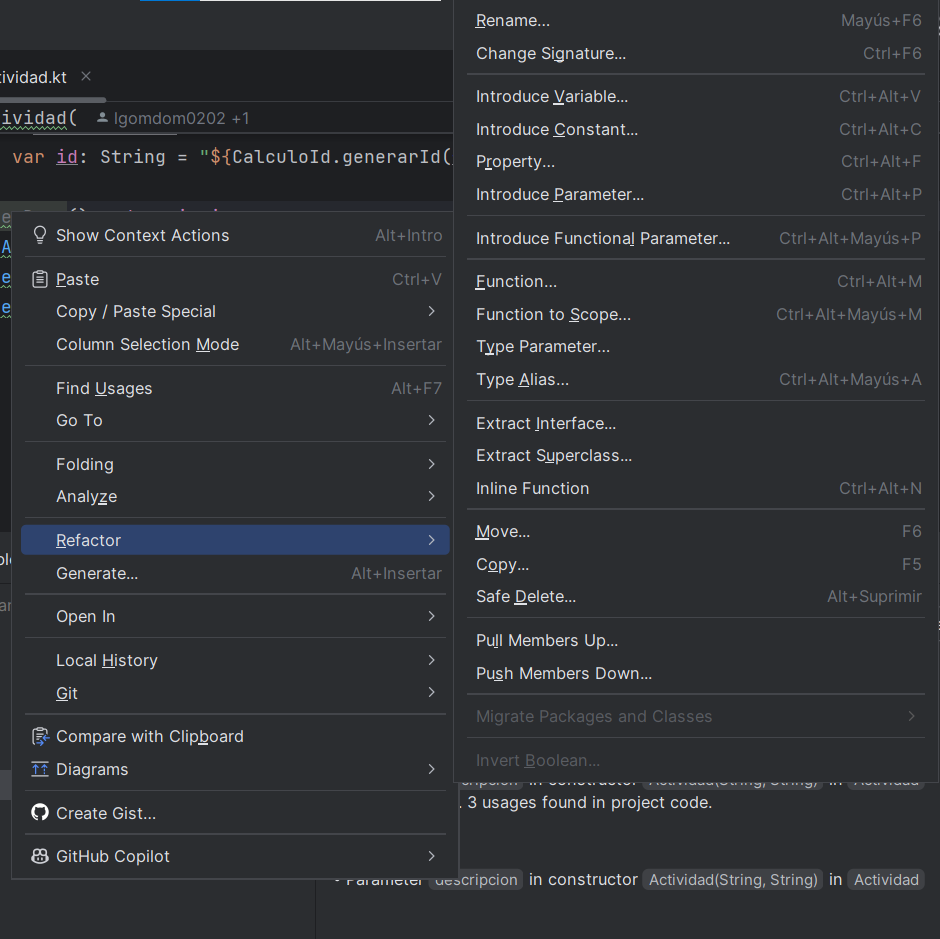 Rename... Mayús+F6
Change Signature... Ctrl+F6
tividad.kt
Introduce Variable... Ctrl+Alt+V
ividad( lgomdom0202 +1
Introduce Constant... Ctrl+Alt+C
var id: String = "${CalculoId.generarId(
Property... Ctrl+Alt+F
Introduce Parameter... Ctrl+Alt+P
Show Context Actions Alt+Intro
Introduce Functional Parameter... Ctrl+Alt+Mayús+P
Paste Ctrl+V
Function... Ctrl+Alt+M
Copy / Paste Special
Function to Scope... Ctrl+Alt+Mayús+M
Column Selection Mode Alt+Mayús+Insertar
Type Parameter...
Type Alias... Ctrl+Alt+Mayús+A
Find Usages Alt+F7
Go To
Extract Interface...
Extract Superclass...
Folding
Inline Function Ctrl+Alt+N
Analyze
Move... F6
Refactor
Copy... F5
Generate... Alt+Insertar
Safe Delete... Alt+Suprimir
Open In
Pull Members Up...
Local History
Push Members Down...
Git
Migrate Packages and Classes
Compare with Clipboard
Invert Boolean...
Diagrams
in constructor Actividad(String, String) in Actividad
. 3 usages found in project code.
Create Gist...
GitHub Copilot
Parameter descripcion in constructor Actividad(String, String) in Actividad